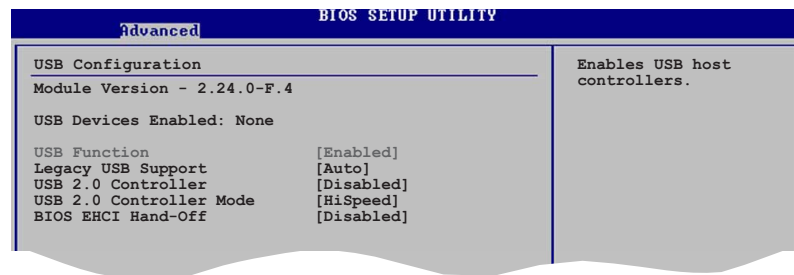 BIOS SETUP UTILITY
Advanced
USB Configuration
Module Version - 2.24.0-F.4
USB Devices Enabled: None
USB Function [Enabled]
Legacy USB Support [Auto]
USB 2.0 Controller [Disabled]
USB 2.0 Controller Mode [HiSpeed]
BIOS EHCI Hand-Off [Disabled]
Enables USB host
controllers.